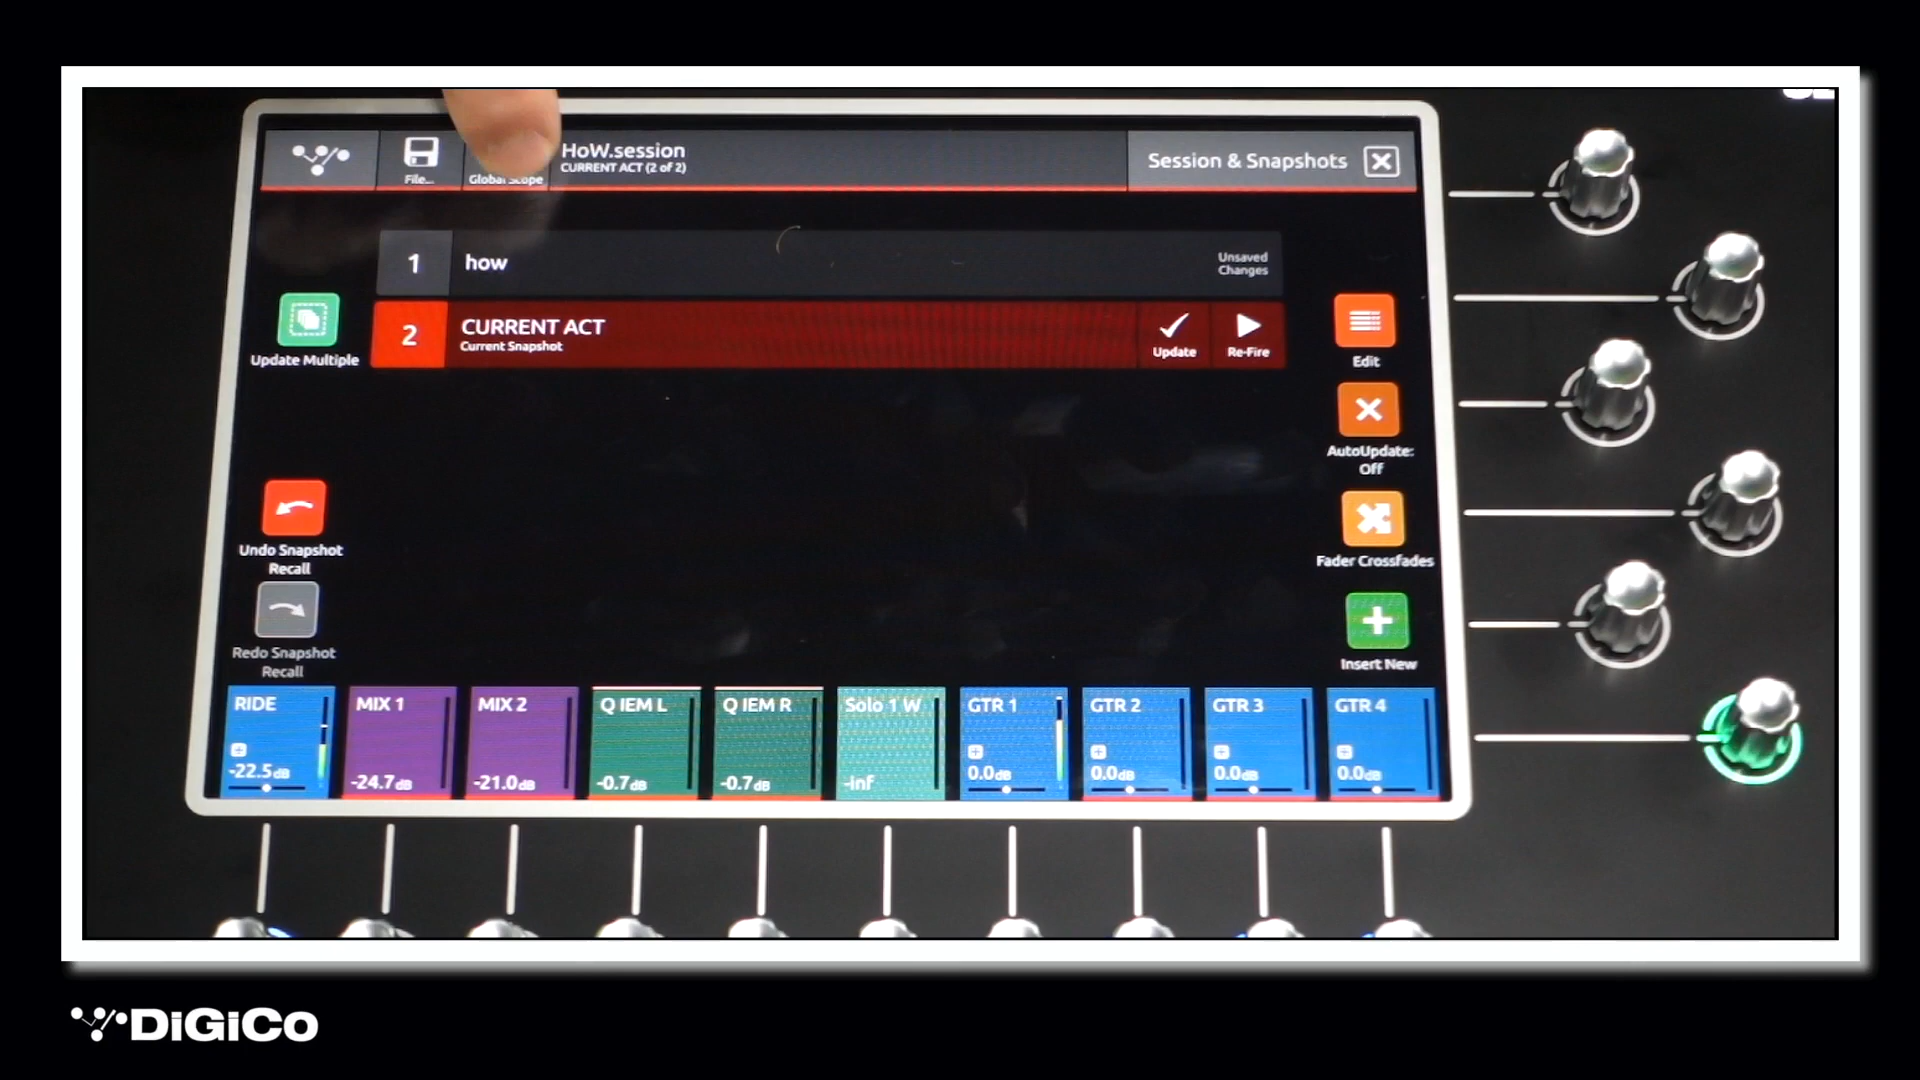 File...
Global Scope
HoW.session
CURRENT ACT (2 of 2)
Session & Snapshots
1
how
Unsaved
Changes
2
CURRENT ACT
Current Snapshot
Update
Re-Fire
Update Multiple
Edit
AutoUpdate:
Off
Undo Snapshot
Recall
Fader Crossfades
Redo Snapshot
Recall
Insert New
RIDE
-22.5dB
MIX 1
-24.7dB
MIX 2
-21.0dB
Q IEM L
-0.7dB
Q IEM R
-0.7dB
Solo 1 W
-inf
GTR 1
0.0dB
GTR 2
0.0dB
GTR 3
0.0dB
GTR 4
0.0dB
DiGiCo